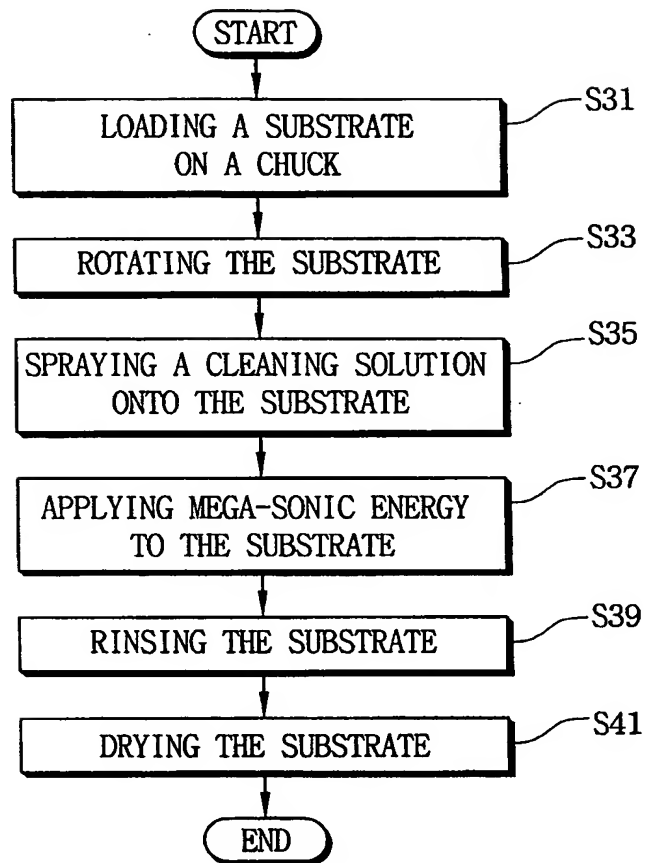 START
S31
LOADING A SUBSTRATE
ON A CHUCK
S33
ROTATING THE SUBSTRATE
S35
SPRAYING A CLEANING SOLUTION
ONTO THE SUBSTRATE
S37
APPLYING MEGA-SONIC ENERGY
TO THE SUBSTRATE
S39
RINSING THE SUBSTRATE
S41
DRYING THE SUBSTRATE
END